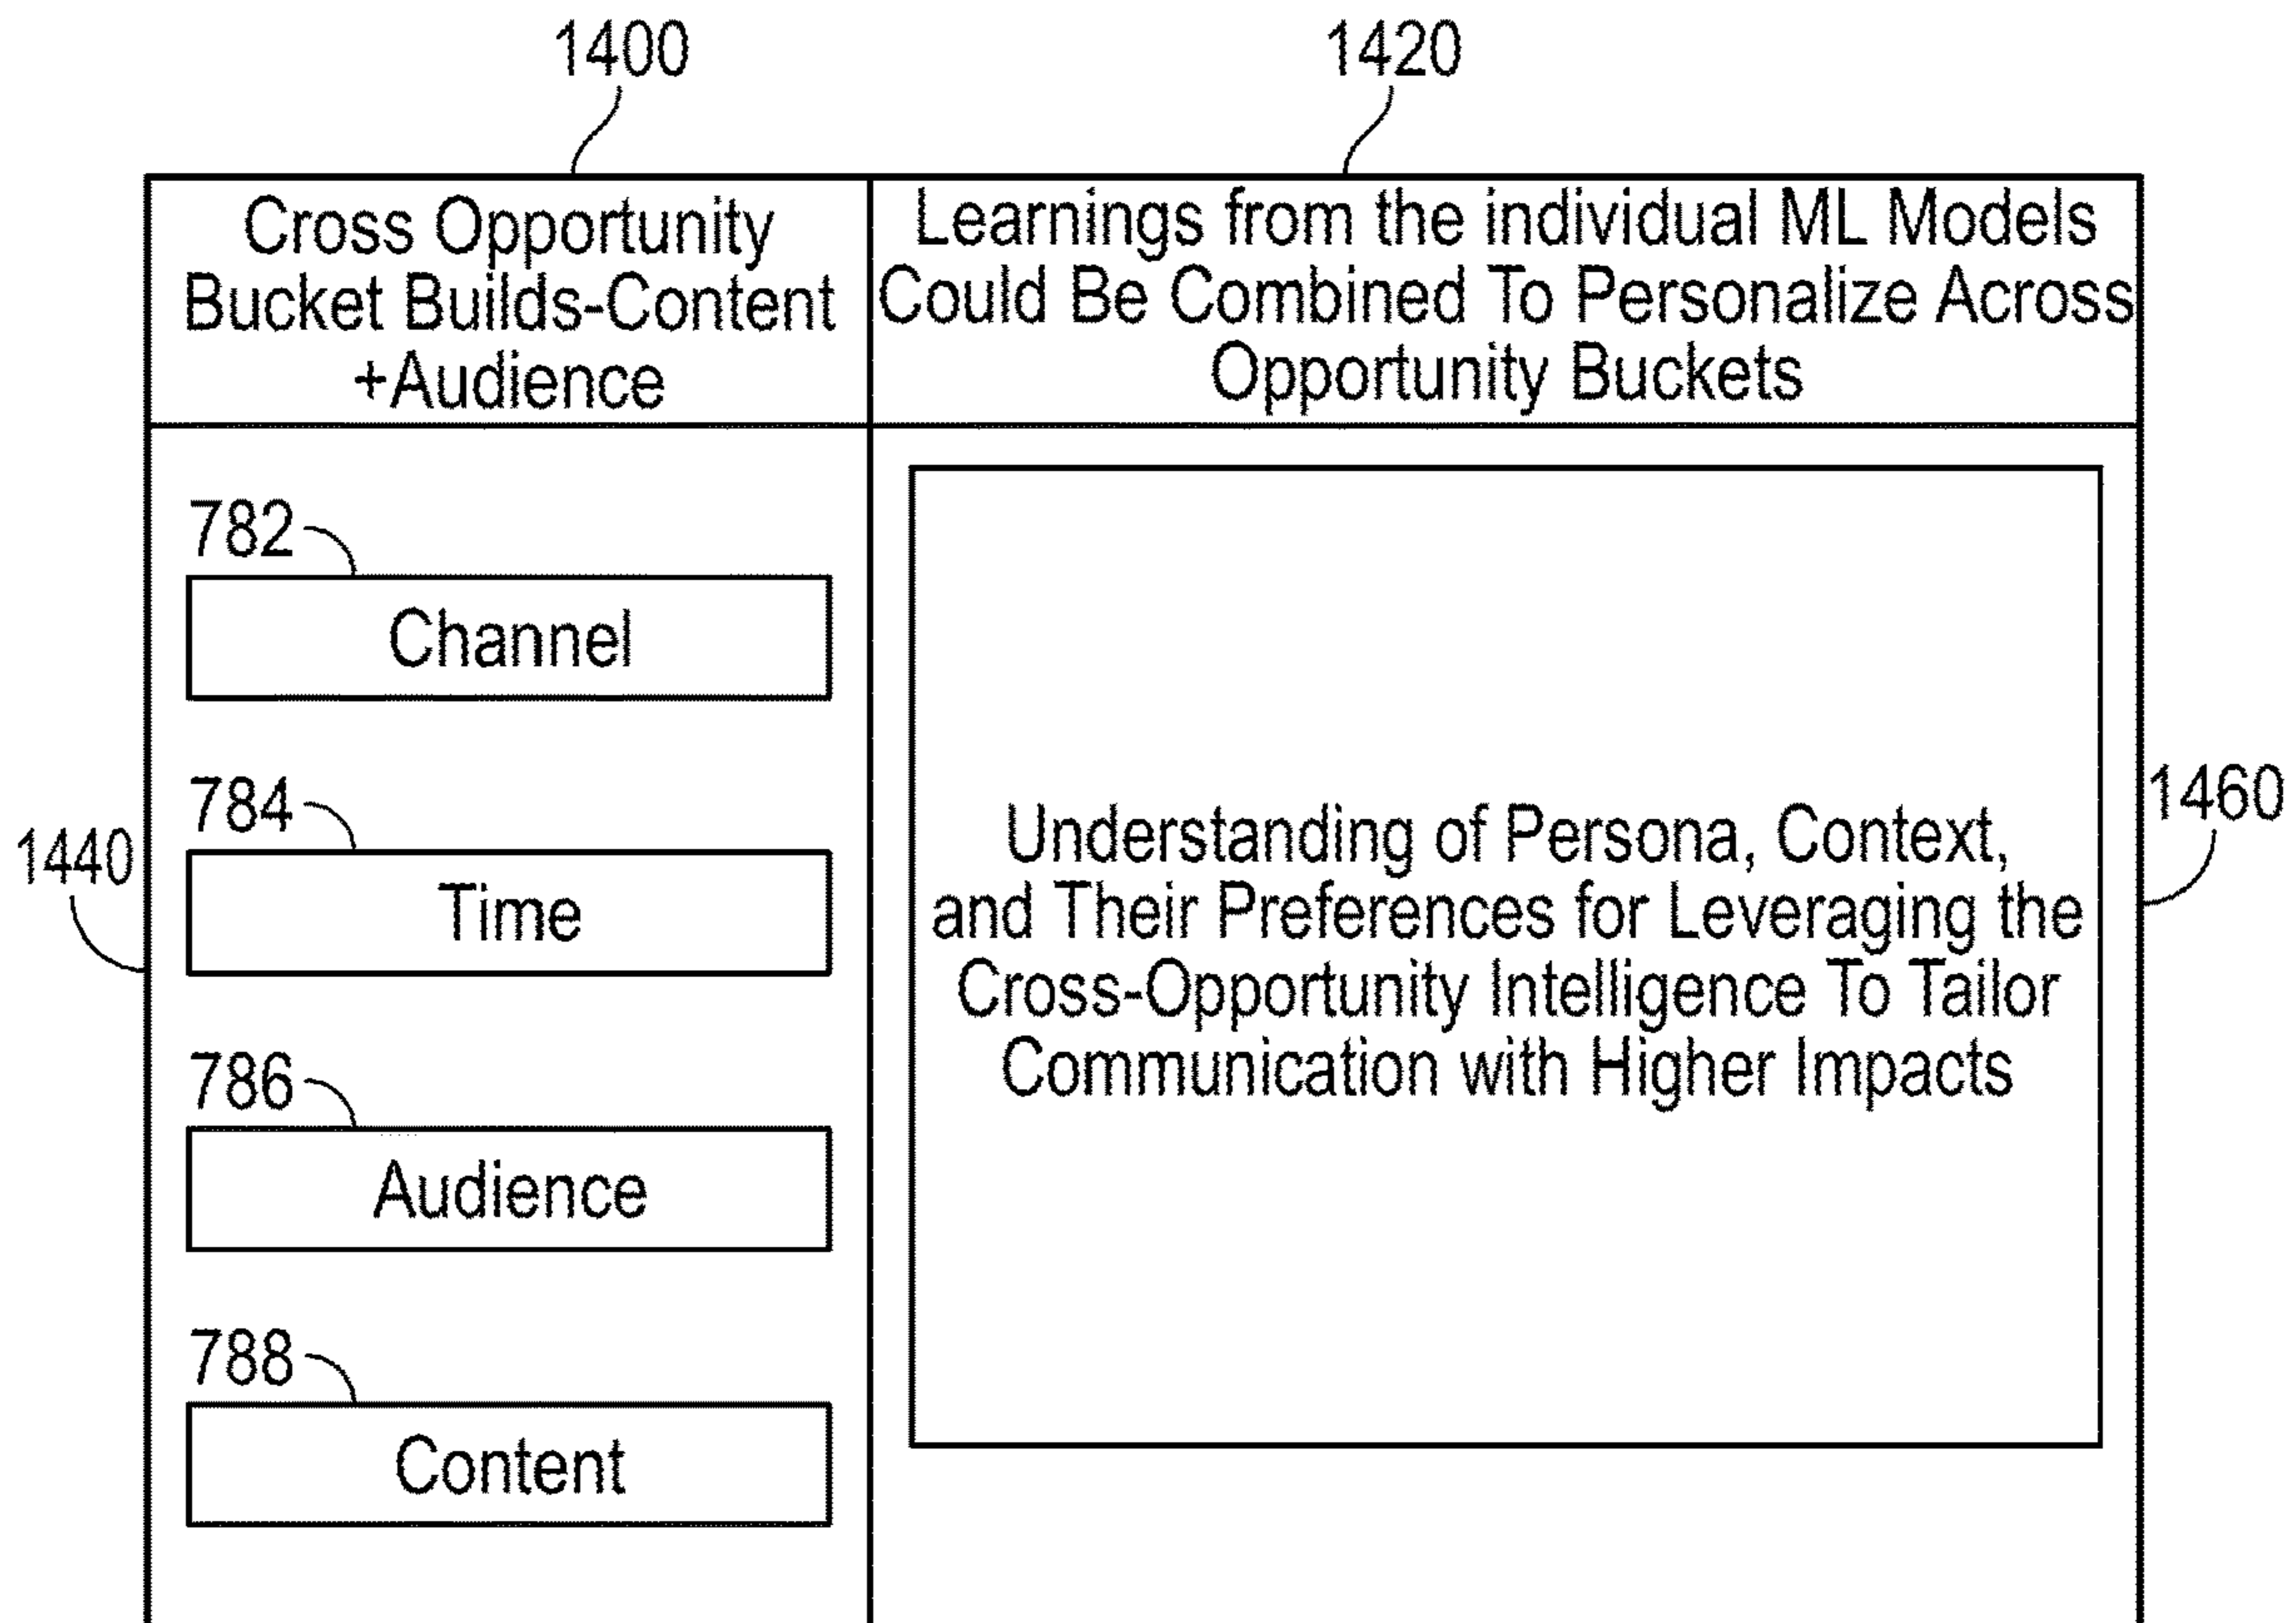 1400
1420
Cross Opportunity
Bucket Builds-Content
+Audience
Learnings from the individual ML Models
Could Be Combined To Personalize Across
Opportunity Buckets
782
Channel
784
Time
786
Audience
788
Content
1440
Understanding of Persona, Context,
and Their Preferences for Leveraging the
Cross-Opportunity Intelligence To Tailor
Communication with Higher Impacts
1460